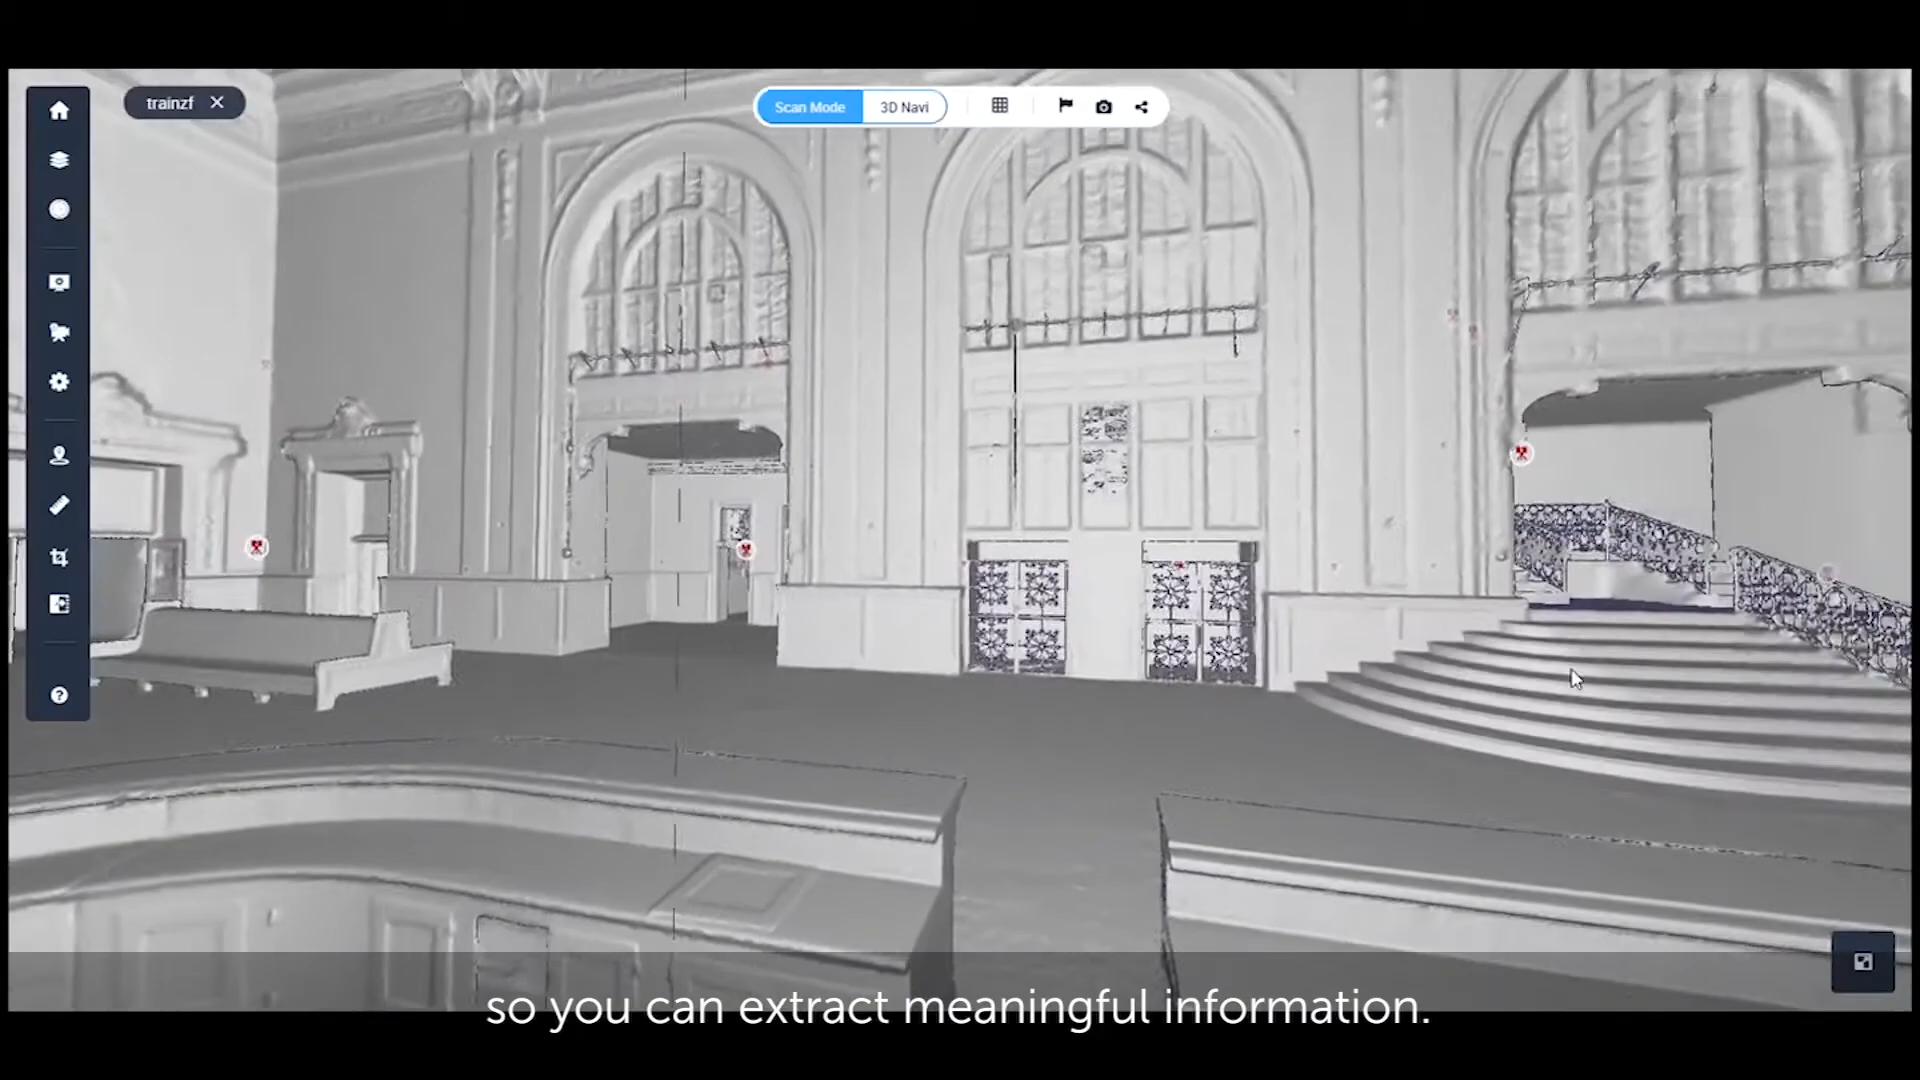 trainzf
Scan Mode 3D Navi
so you can extract meaningful information.